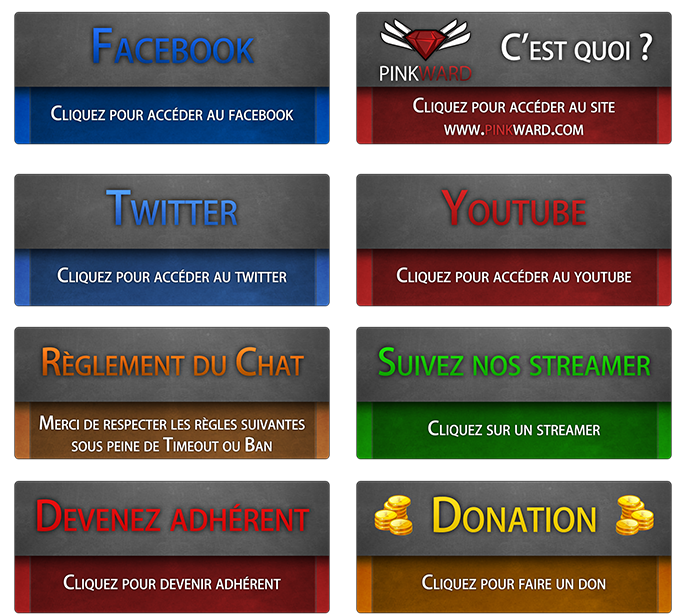 Facebook
Cliquez pour accéder au facebook
PINKWARD
C'est quoi ?
Cliquez pour accéder au site
www.pinkward.com
Twitter
Cliquez pour accéder au twitter
Youtube
Cliquez pour accéder au youtube
Règlement du Chat
Merci de respecter les règles suivantes
sous peine de Timeout ou Ban
Suivez nos streamer
Cliquez sur un streamer
Devenez adhérent
Cliquez pour devenir adhérent
Donation
Cliquez pour faire un don